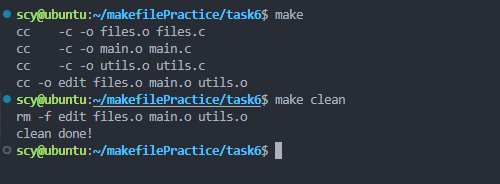 scy@ubuntu:~/makefilePractice/task6$ make
cc    -c -o files.o files.c
cc    -c -o main.o main.c
cc    -c -o utils.o utils.c
cc -o edit files.o main.o utils.o
scy@ubuntu:~/makefilePractice/task6$ make clean
rm -f edit files.o main.o utils.o
clean done!
scy@ubuntu:~/makefilePractice/task6$